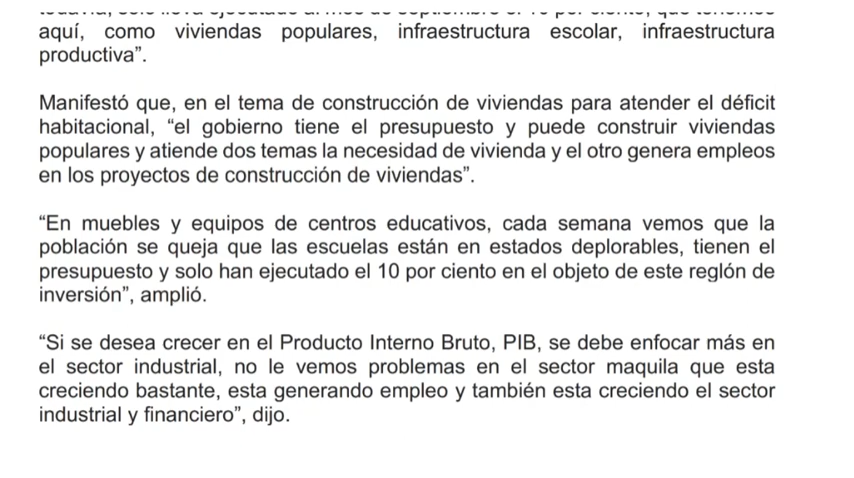 aquí, como viviendas populares, infraestructura escolar, infraestructura
productiva”.
Manifestó que, en el tema de construcción de viviendas para atender el déficit
habitacional, “el gobierno tiene el presupuesto y puede construir viviendas
populares y atiende dos temas la necesidad de vivienda y el otro genera empleos
en los proyectos de construcción de viviendas”.
“En muebles y equipos de centros educativos, cada semana vemos que la
población se queja que las escuelas están en estados deplorables, tienen el
presupuesto y solo han ejecutado el 10 por ciento en el objeto de este reglón de
inversión”, amplió.
“Si se desea crecer en el Producto Interno Bruto, PIB, se debe enfocar más en
el sector industrial, no le vemos problemas en el sector maquila que esta
creciendo bastante, esta generando empleo y también esta creciendo el sector
industrial y financiero”, dijo.